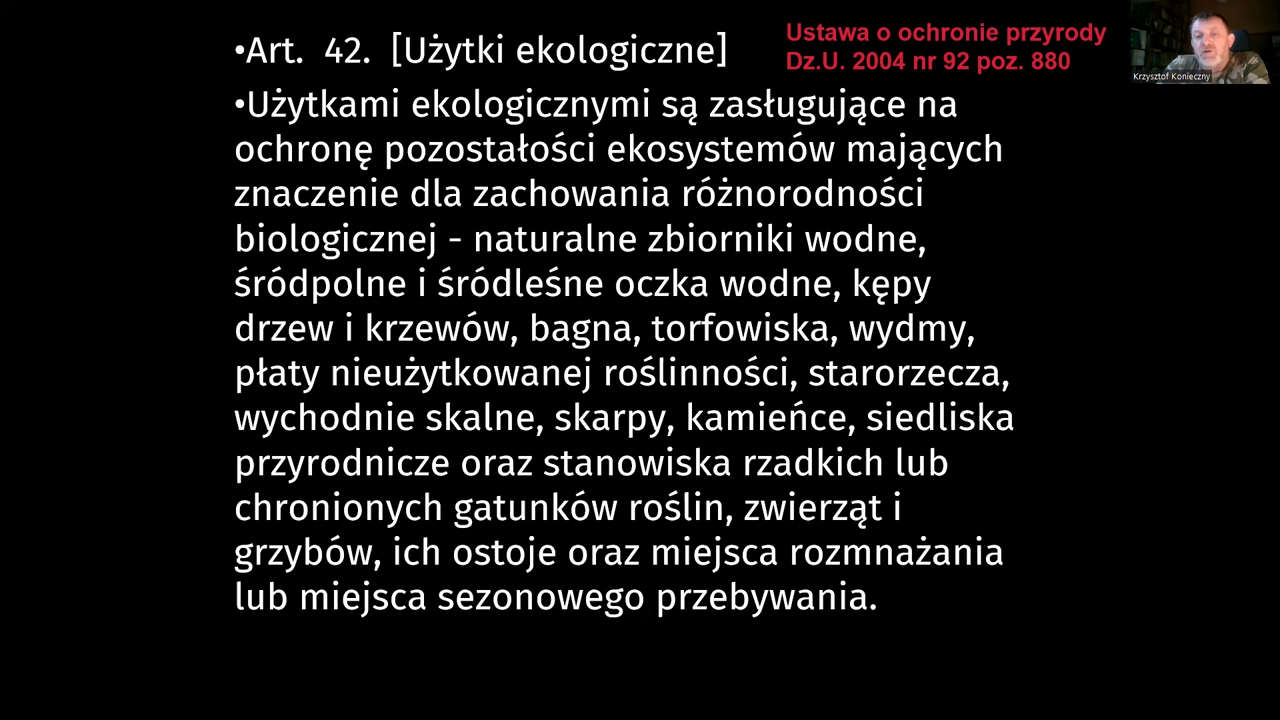 •Art. 42. [Użytki ekologiczne]
Ustawa o ochronie przyrody
Dz.U. 2004 nr 92 poz. 880
Krzysztof Konieczny
•Użytkami ekologicznymi są zasługujące na
ochronę pozostałości ekosystemów mających
znaczenie dla zachowania różnorodności
biologicznej - naturalne zbiorniki wodne,
śródpolne i śródleśne oczka wodne, kępy
drzew i krzewów, bagna, torfowiska, wydmy,
płaty nieużytkowanej roślinności, starorzecza,
wychodnie skalne, skarpy, kamieńce, siedliska
przyrodnicze oraz stanowiska rzadkich lub
chronionych gatunków roślin, zwierząt i
grzybów, ich ostoje oraz miejsca rozmnażania
lub miejsca sezonowego przebywania.